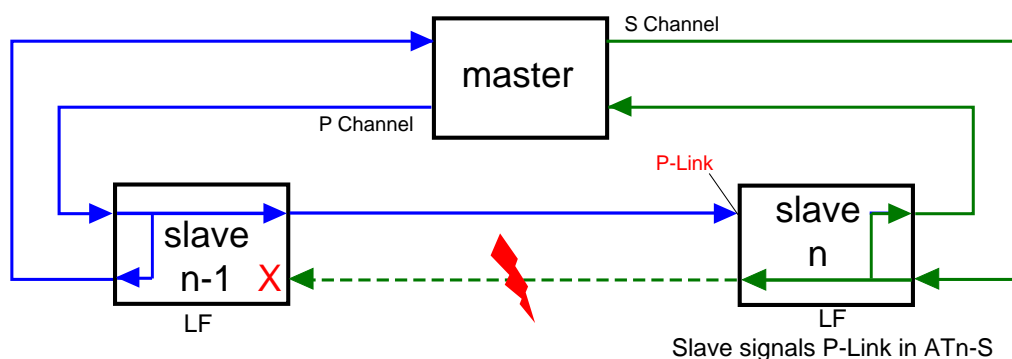 S Channel
master
P Channel
P-Link
slave
n-1
X
LF
slave
n
LF
Slave signals P-Link in ATn-S